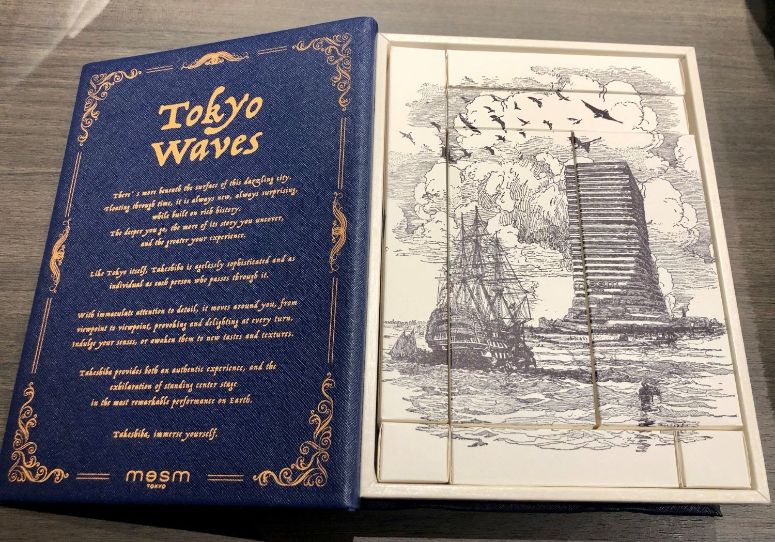 Tokyo
Waves
There's more beneath the surface of this dazzling city.
Floating through time, it is always new, always surprising,
while built on rich history.
The deeper you go, the more of its story you uncover,
and the greater your experience.
Like Tokyo itself, Takeshiba is agelessly sophisticated and as
individual as each person who passes through it.
With immaculate attention to detail, it moves around you, from
viewpoint to viewpoint, provoking and delighting at every turn.
Indulge your senses, or awaken them to new tastes and textures.
Takeshiba provides both an authentic experience, and the
exhilaration of standing center stage
in the most remarkable performance on Earth.
Takeshiba, immerse yourself.
mesm
TOKYO